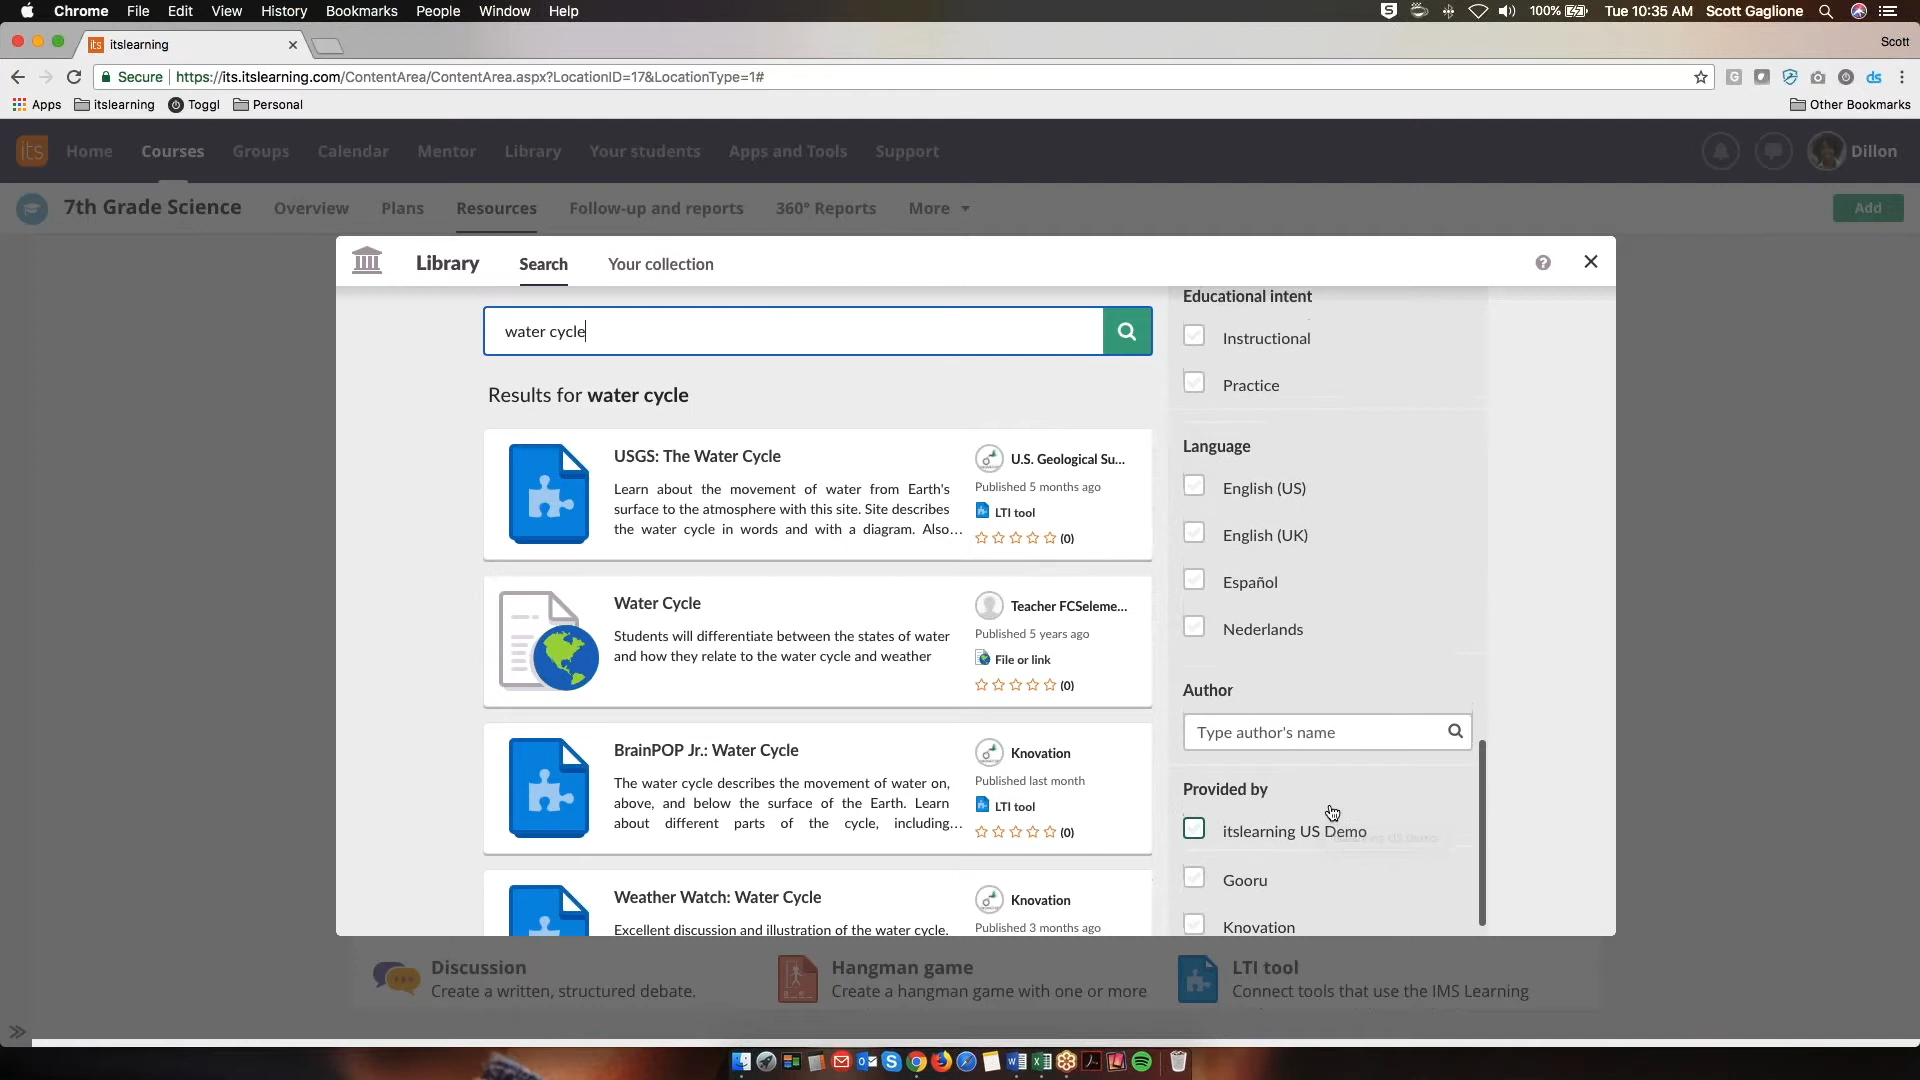 Chrome File Edit View History Bookmarks People Window Help
100% Tue 10:35 AM Scott Gaglione
its itslearning
Scott
Secure https://its.itslearning.com/ContentArea/ContentArea.aspx?LocationID=17&LocationType=1#
Apps itslearning Toggl Personal
Other Bookmarks
its Home Courses Groups Calendar Mentor Library Your students Apps and Tools Support
Dillon
7th Grade Science Overview Plans Resources Follow-up and reports 360° Reports More
Add
Library Search Your collection
water cycle
Results for water cycle
USGS: The Water Cycle
Learn about the movement of water from Earth's
surface to the atmosphere with this site. Site describes
the water cycle in words and with a diagram. Also...
U.S. Geological Su...
Published 5 months ago
LTI tool
(0)
Water Cycle
Students will differentiate between the states of water
and how they relate to the water cycle and weather
Teacher FCSeleme...
Published 5 years ago
File or link
(0)
BrainPOP Jr.: Water Cycle
The water cycle describes the movement of water on,
above, and below the surface of the Earth. Learn
about different parts of the cycle, including...
Knovation
Published last month
LTI tool
(0)
Weather Watch: Water Cycle
Excellent discussion and illustration of the water cycle.
Knovation
Published 3 months ago
Educational intent
Instructional
Practice
Language
English (US)
English (UK)
Español
Nederlands
Author
Type author's name
Provided by
itslearning US Demo
Gooru
Knovation
Discussion
Create a written, structured debate.
Hangman game
Create a hangman game with one or more
LTI tool
Connect tools that use the IMS Learning